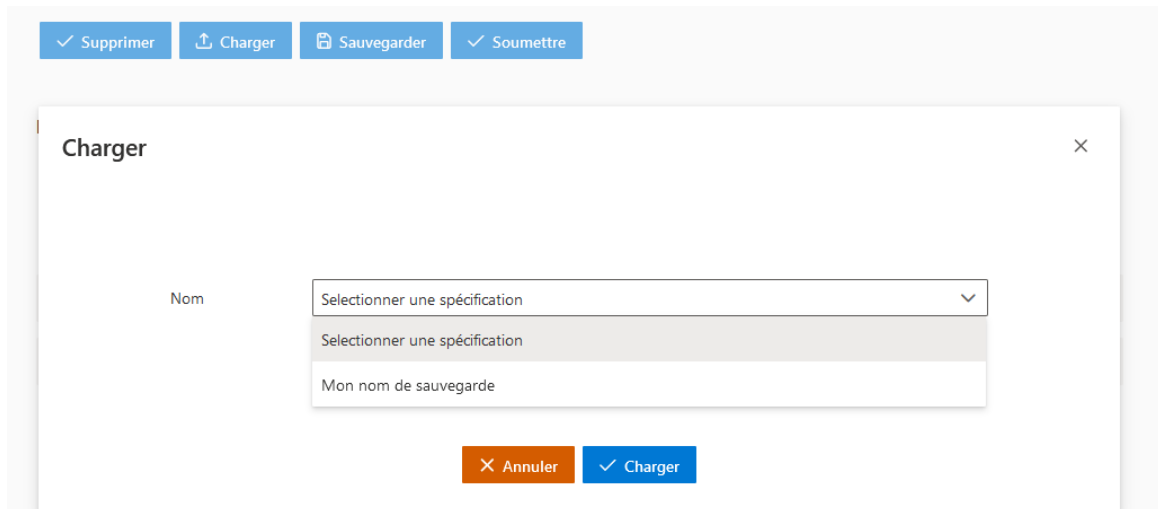 Supprimer Charger Sauvegarder Soumettre
Charger
Nom Selectionner une spécification
Selectionner une spécification
Mon nom de sauvegarde
Annuler Charger